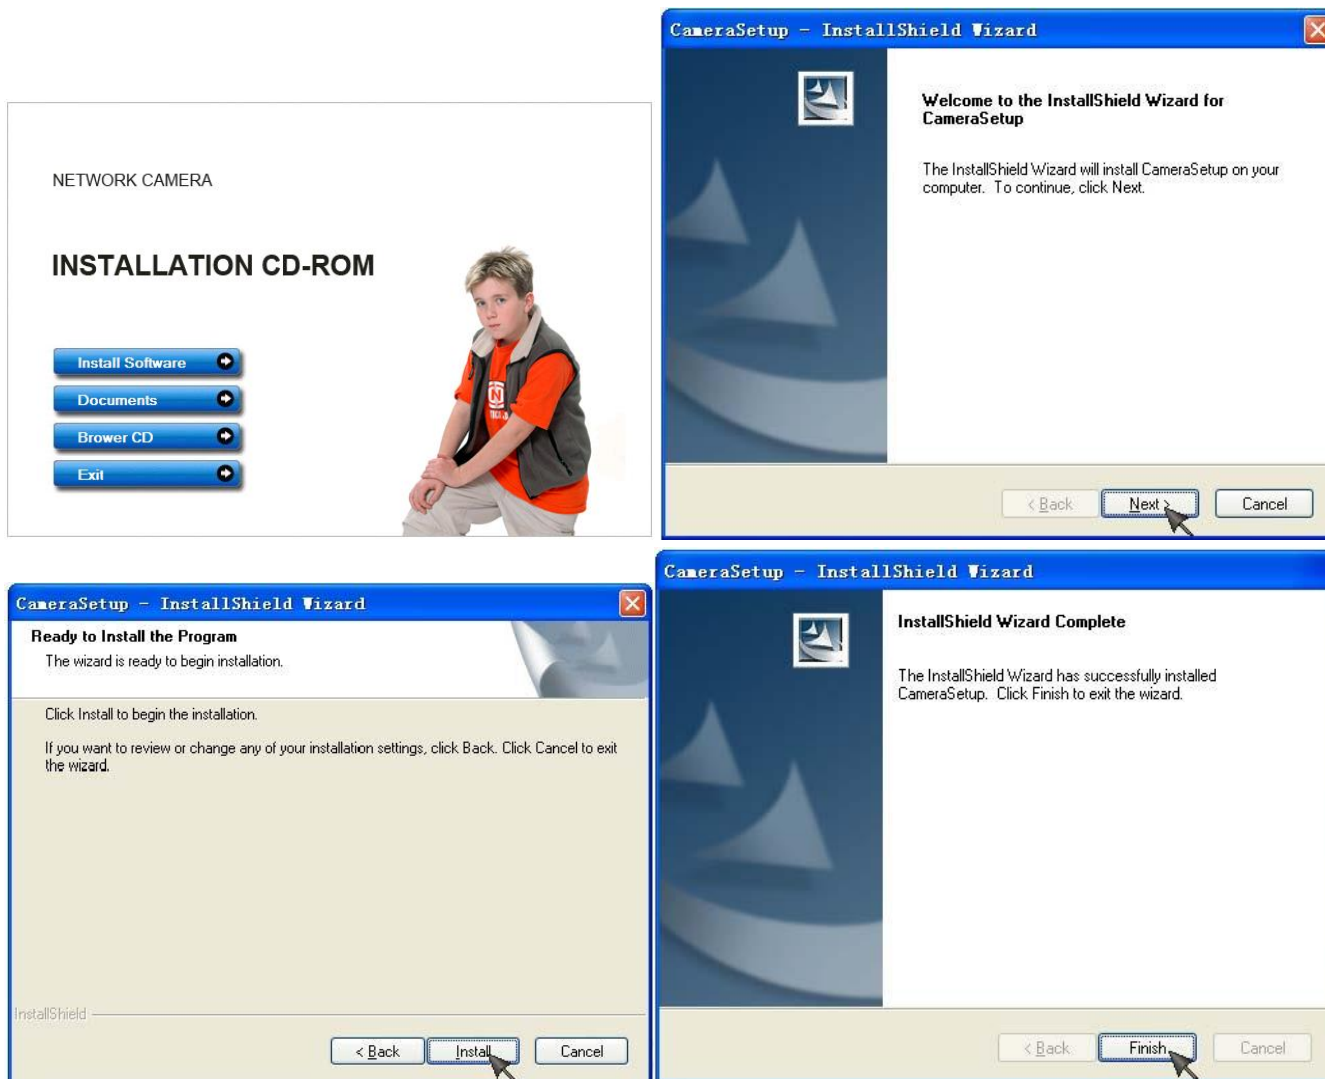 NETWORK CAMERA
INSTALLATION CD-ROM
Install Software
Documents
Brower CD
Exit
N
CameraSetup - InstallShield Wizard
Welcome to the InstallShield Wizard for
CameraSetup
The InstallShield Wizard will install CameraSetup on your
computer. To continue, click Next.
< Back Next > Cancel
CameraSetup - InstallShield Wizard
Ready to Install the Program
The wizard is ready to begin installation.
Click Install to begin the installation.
If you want to review or change any of your installation settings, click Back. Click Cancel to exit
the wizard.
InstallShield
< Back Install Cancel
CameraSetup - InstallShield Wizard
InstallShield Wizard Complete
The InstallShield Wizard has successfully installed
CameraSetup. Click Finish to exit the wizard.
< Back Finish Cancel